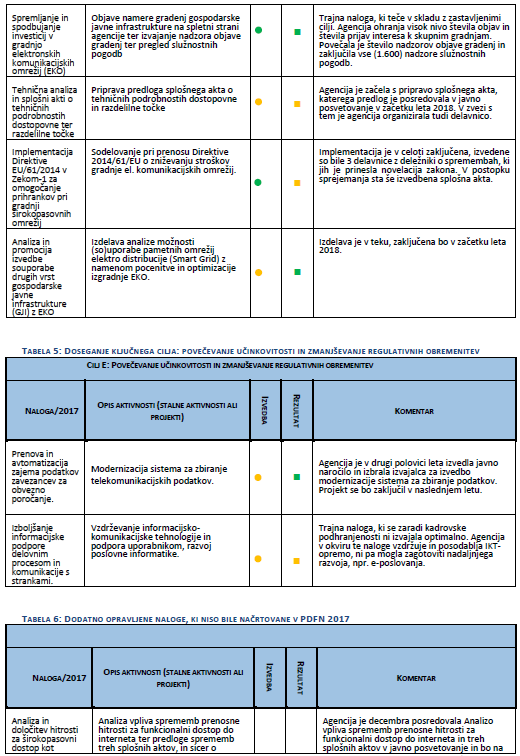 Spremljanje in
spodbujanje
investicij v
gradnjo
elektronskih
komunikacijskih
omrežij (EKO)
Objave namere gradenj gospodarske
javne infrastrukture na spletni strani
agencije ter izvajanje nadzora objave
gradenj ter pregled služnostnih
pogodb
Trajna naloga, ki teče v skladu z zastavljenimi
cilji. Agencija ohranja visok nivo števila objav in
števila prijav interesa k skupnim gradnjam.
Povečala je število nadzorov objave gradenj in
zaključila vse (1.600) nadzore služnostnih
pogodb.
Tehnična analiza
in splošni akti o
tehničnih
podrobnostih
dostopovne ter
razdelilne točke
Priprava predloga splošnega akta o
tehničnih podrobnostih dostopovne
in razdelilne točke
Agencija je začela s pripravo splošnega akta,
katerega predlog je posredovala v javno
posvetovanje v začetku leta 2018. V zvezi s
tem je agencija organizirala tudi delavnico.
Implementacija
Direktive
EU/61/2014 v
Zekom-1 za
omogočanje
prihrankov pri
gradnji
širokopasovnih
omrežij
Sodelovanje pri prenosu Direktive
2014/61/EU o zniževanju stroškov
gradnje el. komunikacijskih omrežij.
Implementacija je v celoti zaključena, izvedene
so bile 3 delavnice z deležniki o spremembah, ki
jih je prinesla novelacija zakona. V postopku
sprejemanja sta še izvedbena splošna akta.
Analiza in
promocija
izvedbe
souporabe
drugih vrst
gospodarske
javne
infrastrukture
(GJI) z EKO
Izdelava analize možnosti
(so)uporabe pametnih omrežij
elektro distribucije (Smart Grid) z
namenom pocenitve in optimizacije
izgradnje EKO.
Izdelava je v teku, zaključena bo v začetku leta
2018.
TABELA 5: DOSEGANJE KLJUČNEGA CILJA: POVEČEVANJE UČINKOVITOSTI IN ZMANJŠEVANJE REGULATIVNIH OBREMENITEV
CILJ E: POVEČEVANJE UČINKOVITOSTI IN ZMANJŠEVANJE REGULATIVNIH OBREMENITEV
NALOGA/2017
OPIS AKTIVNOSTI (STALNE AKTIVNOSTI ALI
PROJEKTI)
IZVEDBA
REZULTAT
KOMENTAR
Prenova in
avtomatizacija
zajema podatkov
zavezancev za
obvezno
poročanje.
Modernizacija sistema za zbiranje
telekomunikacijskih podatkov.
Agencija je v drugi polovici leta izvedla javno
naročilo in izbrala izvajalca za izvedbo
modernizacije sistema za zbiranje podatkov.
Projekt se bo zaključil v naslednjem letu.
Izboljšanje
informacijske
podpore
delovnim
procesom in
komunikacije s
strankami.
Vzdrževanje informacijsko-
komunikacijske tehnologije in
podpora uporabnikom, razvoj
poslovne informatike.
Trajna naloga, ki se zaradi kadrovske
podhranjenosti ni izvajala optimalno. Agencija
v okviru te naloge vzdržuje in posodablja IKT-
opremo, ni pa mogla zagotoviti nadaljnjega
razvoja, npr. e-poslovanja.
TABELA 6: DODATNO OPRAVLJENE NALOGE, KI NISO BILE NAČRTOVANE V PDFN 2017
NALOGA/2017
OPIS AKTIVNOSTI (STALNE AKTIVNOSTI ALI
PROJEKTI)
IZVEDBA
REZULTAT
KOMENTAR
Analiza in
določitev hitrosti
za širokopasovni
dostop kot
Analiza vpliva sprememb prenosne
hitrosti za funkcionalni dostop do
interneta ter predloga sprememb
treh splošnih aktov, in sicer o
Agencija je decembra posredovala Analizo
vpliva sprememb prenosne hitrosti za
funkcionalni dostop do interneta in treh
splošnih aktov v javno posvetovanje in bo na